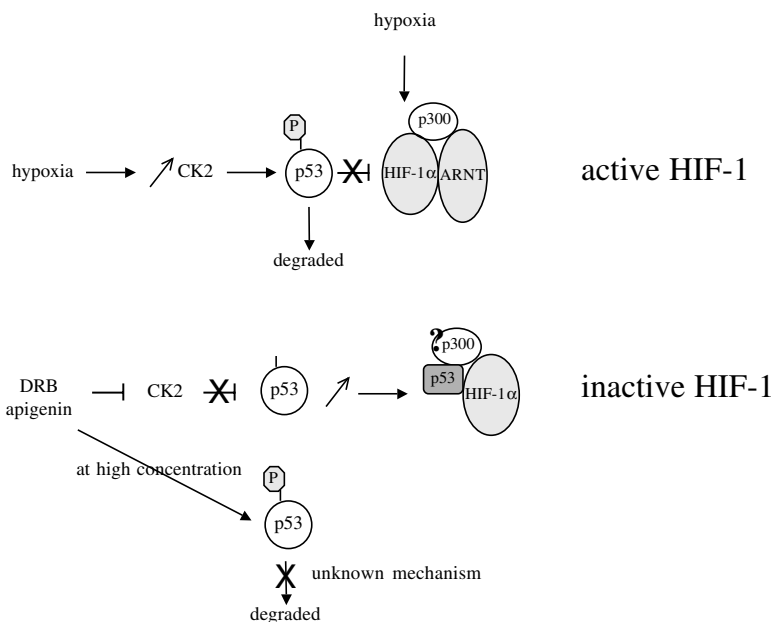 hypoxia
P
p300
hypoxia
CK2
p53
X
HIF-1α
ARNT
active HIF-1
degraded
?
p300
DRB
apigenin
CK2
X
p53
p53
HIF-1α
inactive HIF-1
at high concentration
P
p53
X
unknown mechanism
degraded